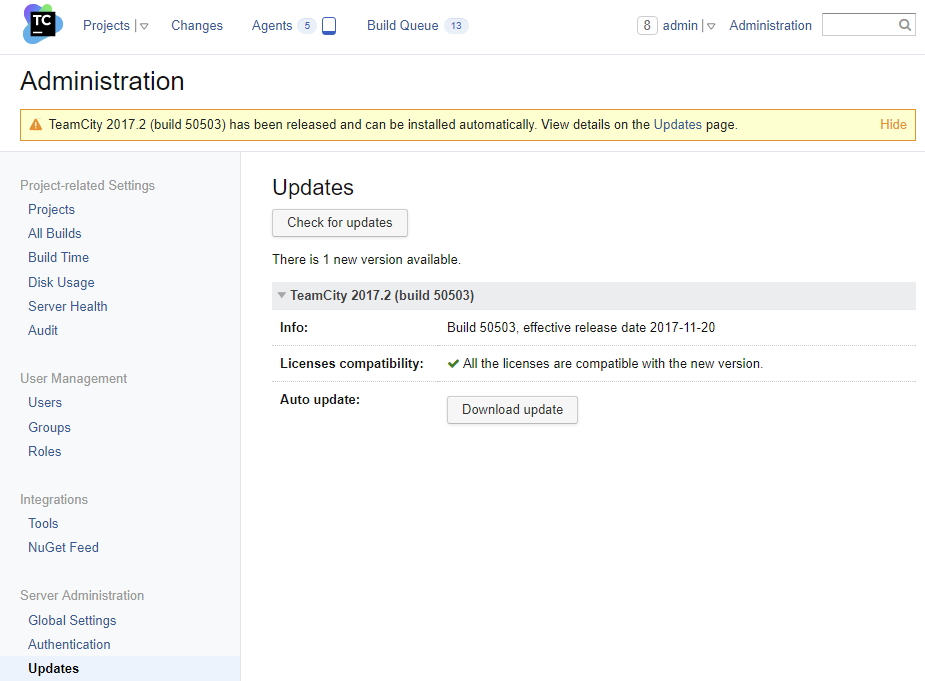 TC Projects Changes Agents 5 Build Queue 13 8 admin Administration
Administration
TeamCity 2017.2 (build 50503) has been released and can be installed automatically. View details on the Updates page. Hide
Project-related Settings
Projects
All Builds
Build Time
Disk Usage
Server Health
Audit
User Management
Users
Groups
Roles
Integrations
Tools
NuGet Feed
Server Administration
Global Settings
Authentication
Updates
Updates
Check for updates
There is 1 new version available.
TeamCity 2017.2 (build 50503)
Info: Build 50503, effective release date 2017-11-20
Licenses compatibility: All the licenses are compatible with the new version.
Auto update: Download update